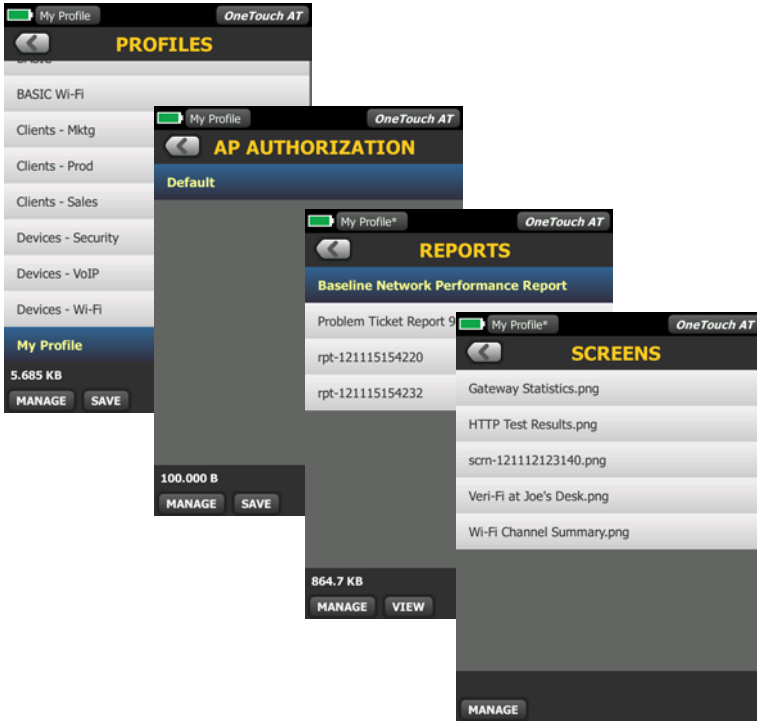 My Profile
OneTouch AT
PROFILES
BASIC Wi-Fi
Clients - Mktg
Clients - Prod
Clients - Sales
Devices - Security
Devices - VoIP
Devices - Wi-Fi
My Profile
5.685 KB
MANAGE SAVE
My Profile
OneTouch AT
AP AUTHORIZATION
Default
100.000 B
MANAGE SAVE
My Profile*
OneTouch AT
REPORTS
Baseline Network Performance Report
Problem Ticket Report 9
rpt-121115154220
rpt-121115154232
864.7 KB
MANAGE VIEW
My Profile*
OneTouch AT
SCREENS
Gateway Statistics.png
HTTP Test Results.png
scrn-121112123140.png
Veri-Fi at Joe's Desk.png
Wi-Fi Channel Summary.png
MANAGE